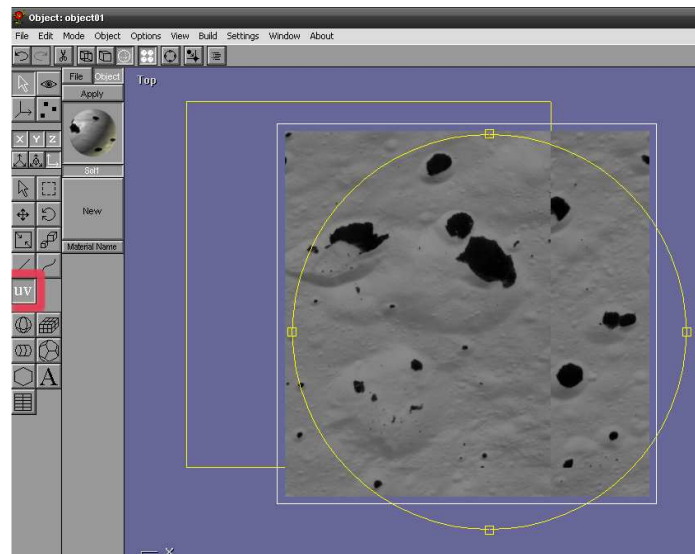 Object: object01
File Edit Mode Object Options View Build Settings Window About
File Object
Top
Apply
X Y Z
Sel1
New
Material Name
uv
A
X